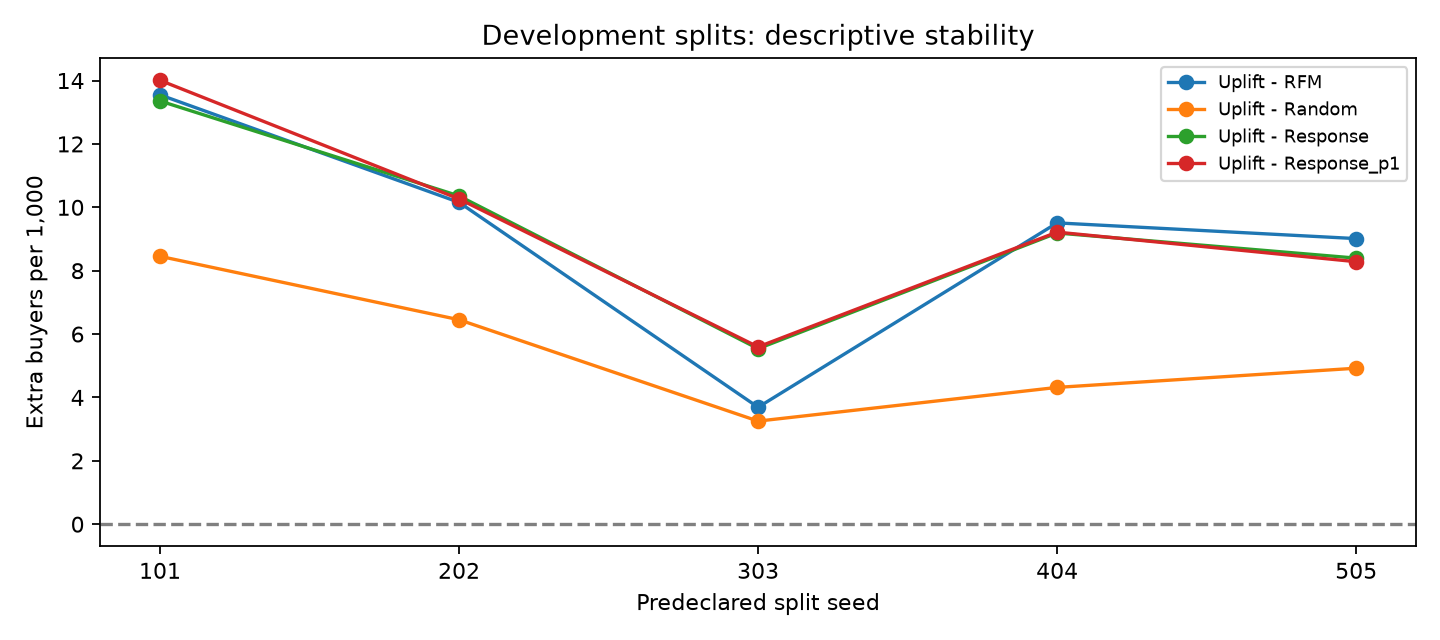 Development splits: descriptive stability
Uplift - RFM
Uplift - Random
Uplift - Response
Uplift - Response_p1
Extra buyers per 1,000
14
12
10
8
6
4
2
0
101 202 303 404 505
Predeclared split seed